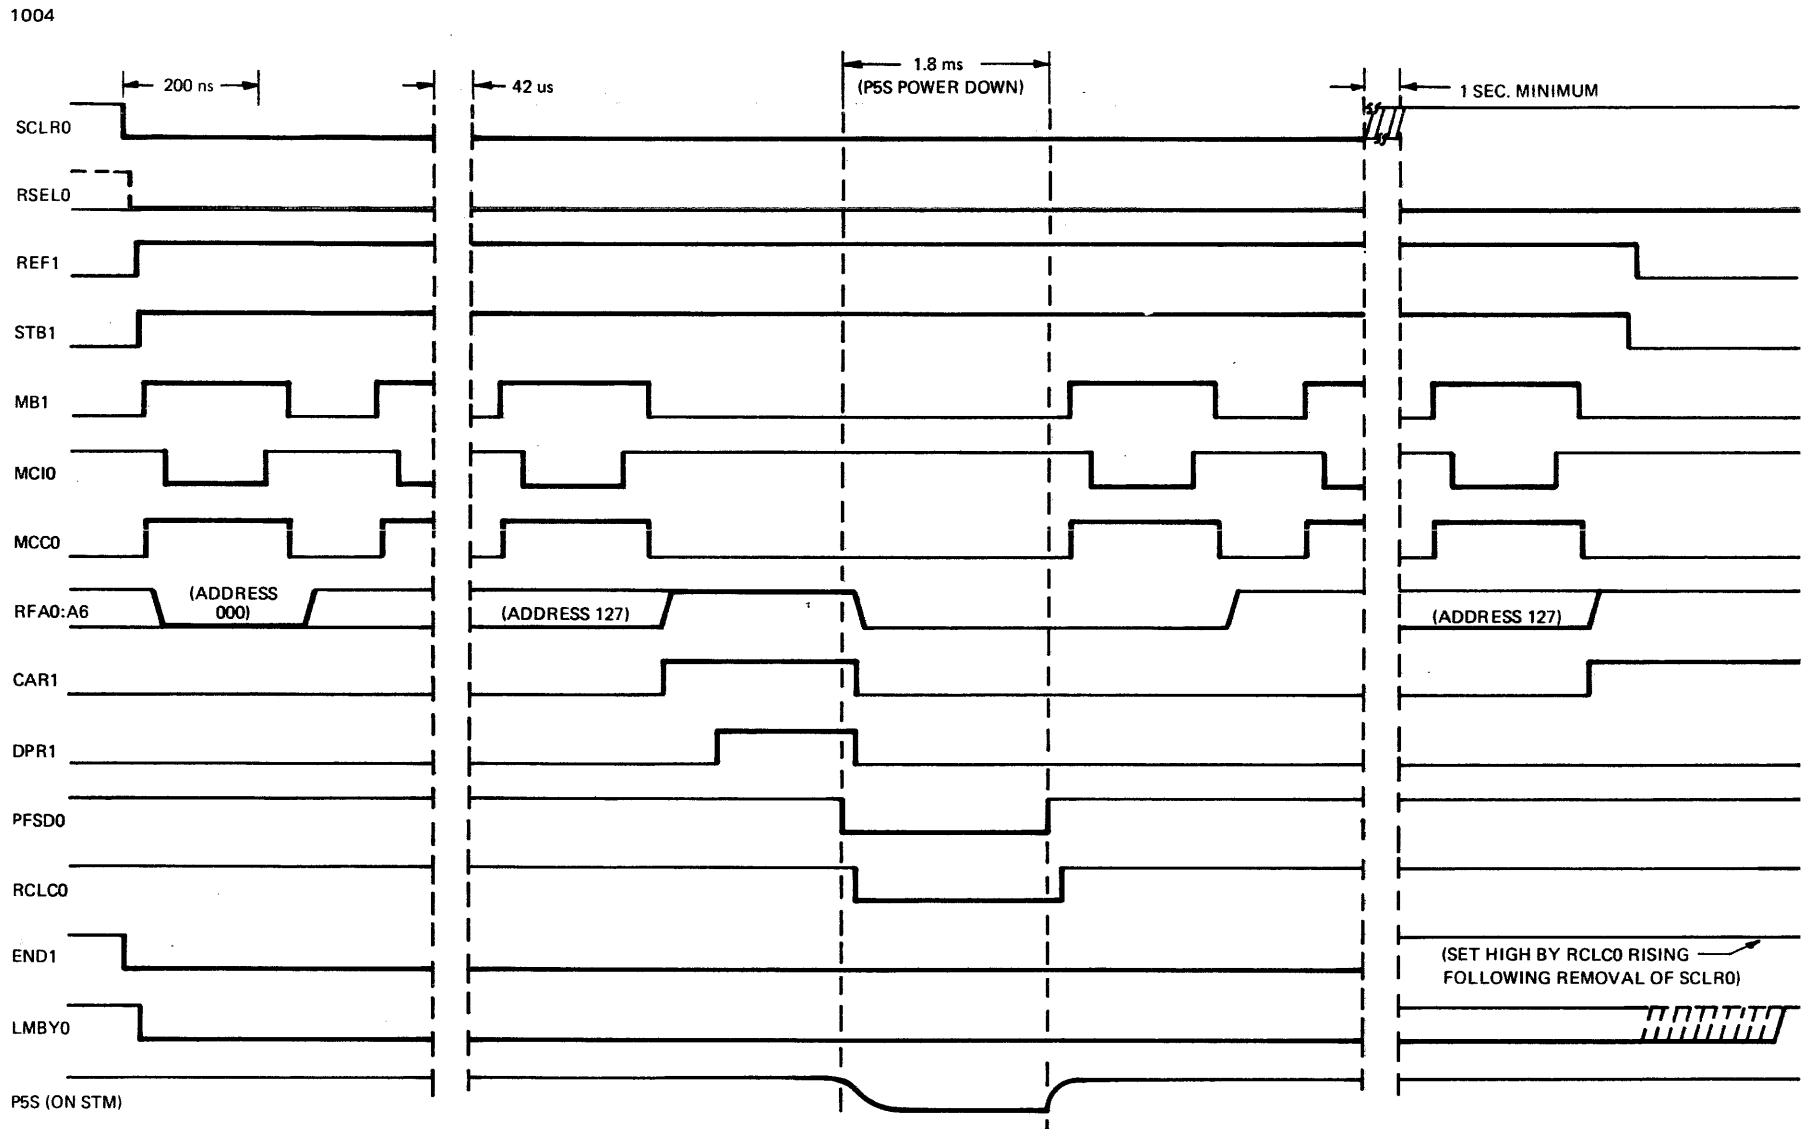 1004
200 ns
42 us
1.8 ms
(P5S POWER DOWN)
1 SEC. MINIMUM
SCLR0
RSEL0
REF1
STB1
MB1
MCI0
MCC0
RFA0:A6
(ADDRESS
000)
(ADDRESS 127)
(ADDRESS 127)
CAR1
DPR1
PFSD0
RCLC0
END1
(SET HIGH BY RCLC0 RISING
FOLLOWING REMOVAL OF SCLR0)
LMBY0
P5S (ON STM)